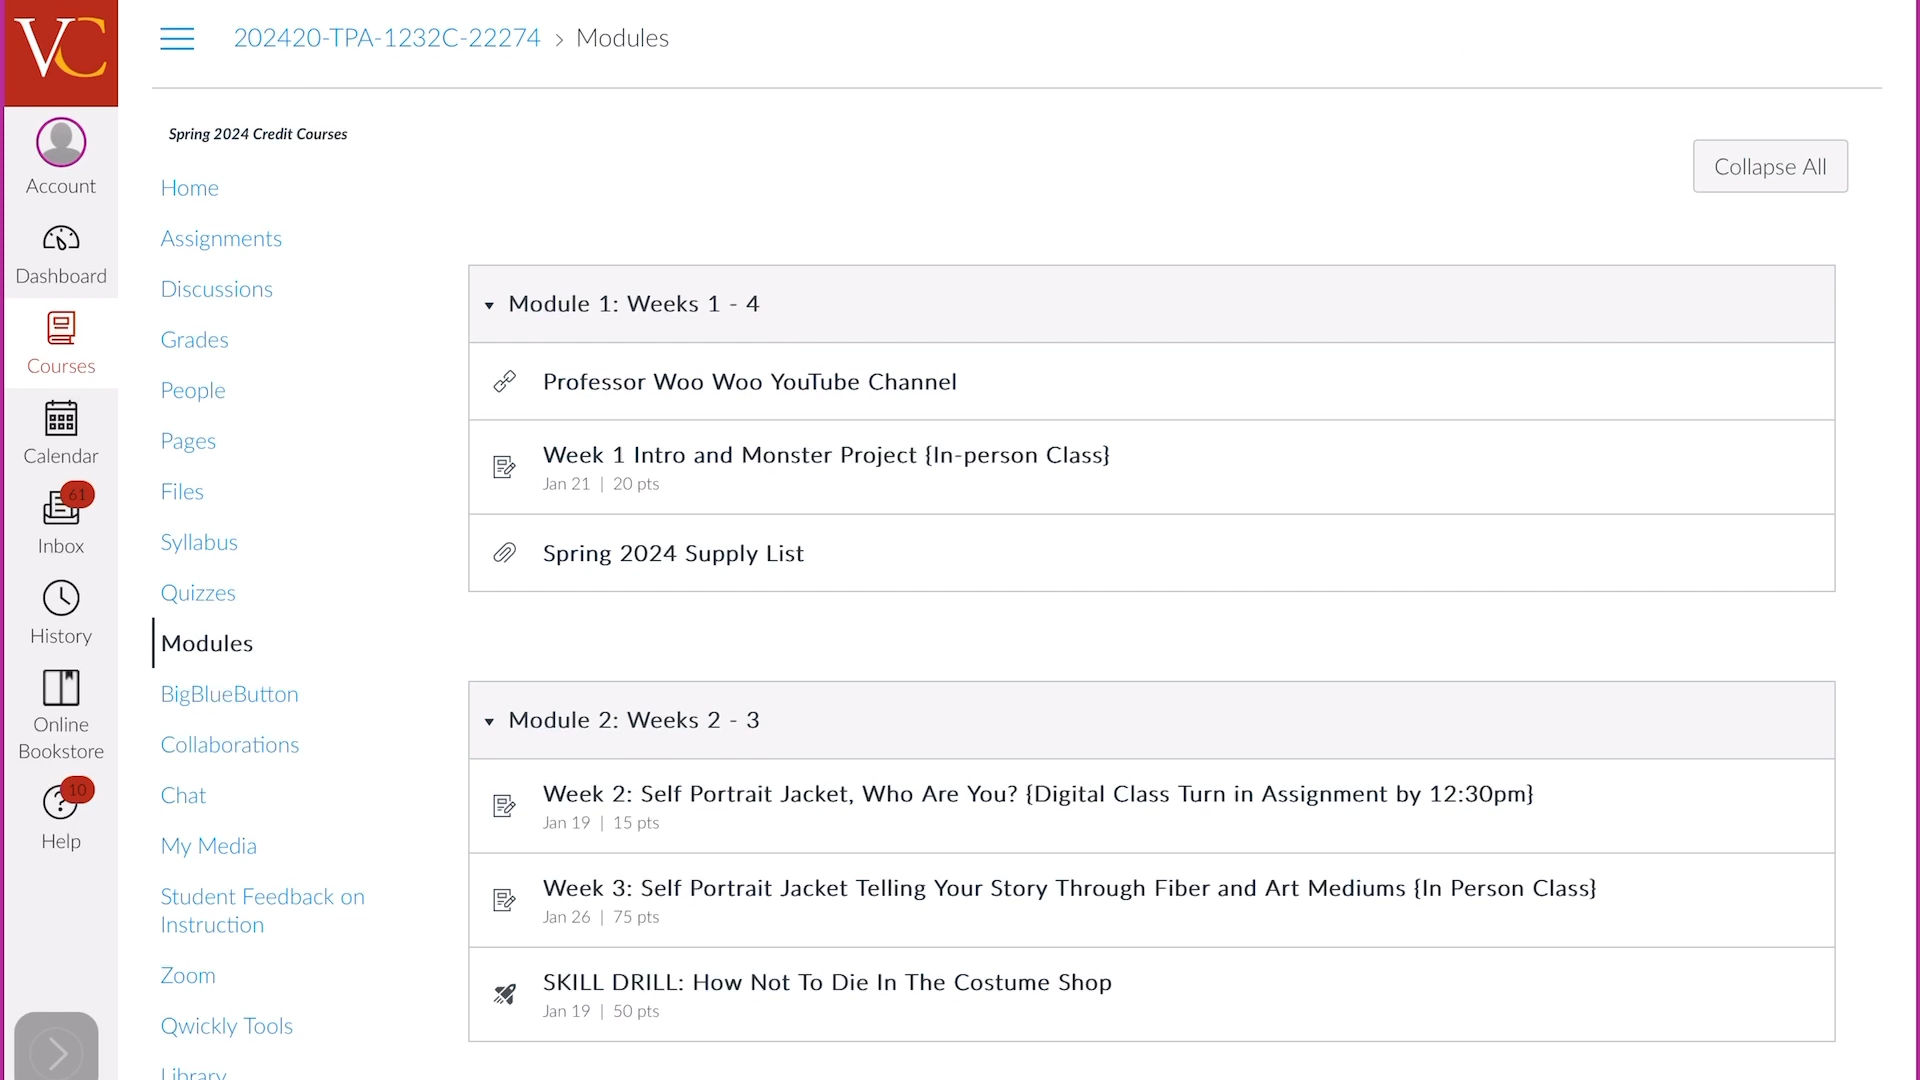 VC
202420-TPA-1232C-22274 > Modules
Account
Dashboard
Courses
Calendar
61
Inbox
History
Online
Bookstore
10
Help
Spring 2024 Credit Courses
Home
Assignments
Discussions
Grades
People
Pages
Files
Syllabus
Quizzes
Modules
BigBlueButton
Collaborations
Chat
My Media
Student Feedback on
Instruction
Zoom
Qwickly Tools
Library
Collapse All
Module 1: Weeks 1 - 4
Professor Woo Woo YouTube Channel
Week 1 Intro and Monster Project {In-person Class}
Jan 21 | 20 pts
Spring 2024 Supply List
Module 2: Weeks 2 - 3
Week 2: Self Portrait Jacket, Who Are You? {Digital Class Turn in Assignment by 12:30pm}
Jan 19 | 15 pts
Week 3: Self Portrait Jacket Telling Your Story Through Fiber and Art Mediums {In Person Class}
Jan 26 | 75 pts
SKILL DRILL: How Not To Die In The Costume Shop
Jan 19 | 50 pts